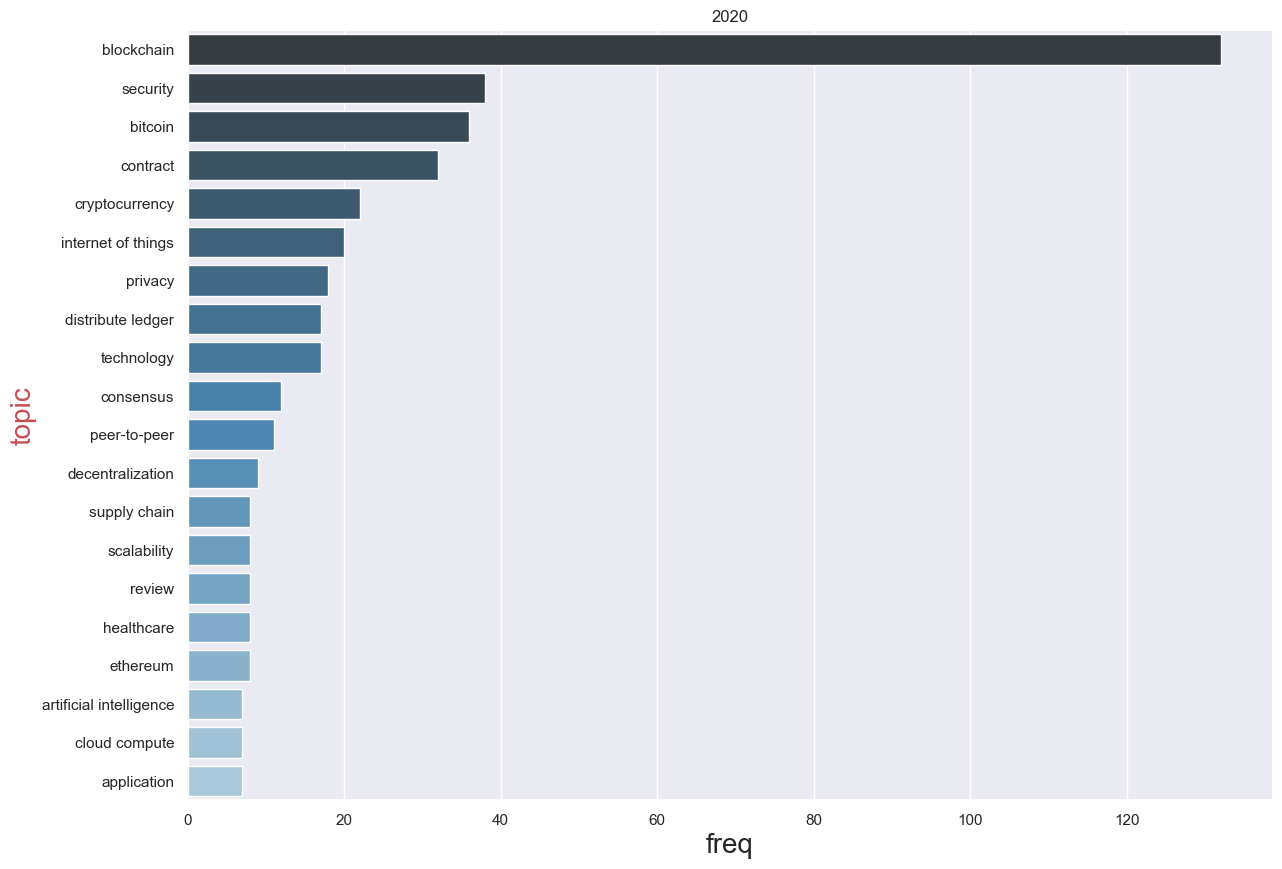 2020
blockchain
security
bitcoin
contract
cryptocurrency
internet of things
privacy
distribute ledger
technology
consensus
peer-to-peer
decentralization
supply chain
scalability
review
healthcare
ethereum
artificial intelligence
cloud compute
application
topic
0 20 40 60 80 100 120
freq